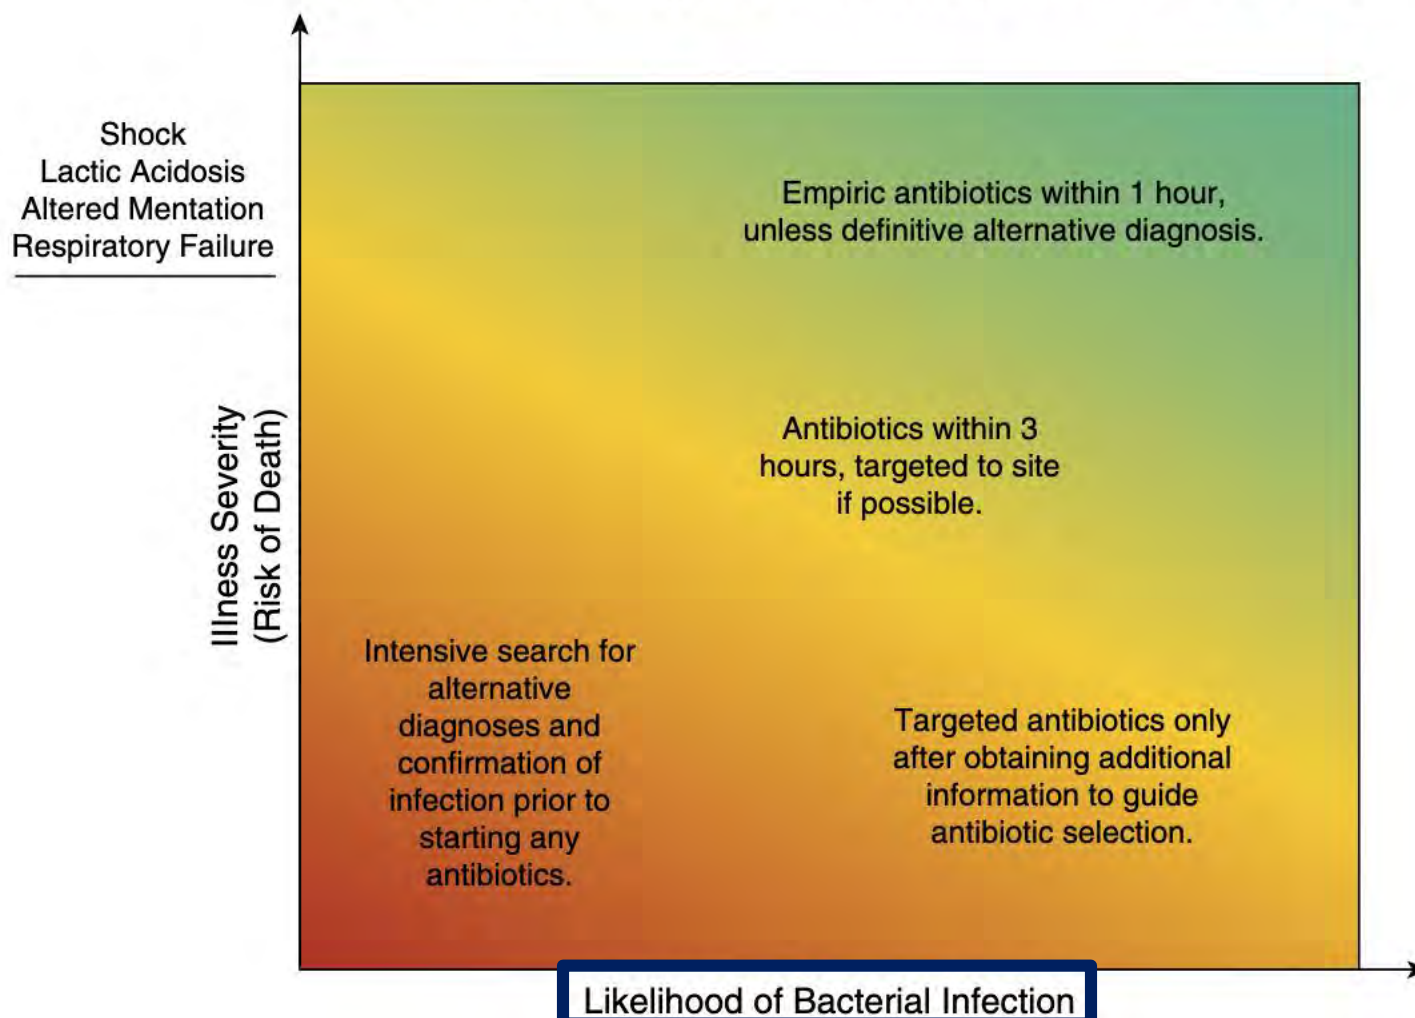 Shock
Lactic Acidosis
Altered Mentation
Respiratory Failure
Illness Severity
(Risk of Death)
Empiric antibiotics within 1 hour,
unless definitive alternative diagnosis.
Antibiotics within 3
hours, targeted to site
if possible.
Intensive search for
alternative
diagnoses and
confirmation of
infection prior to
starting any
antibiotics.
Targeted antibiotics only
after obtaining additional
information to guide
antibiotic selection.
Likelihood of Bacterial Infection